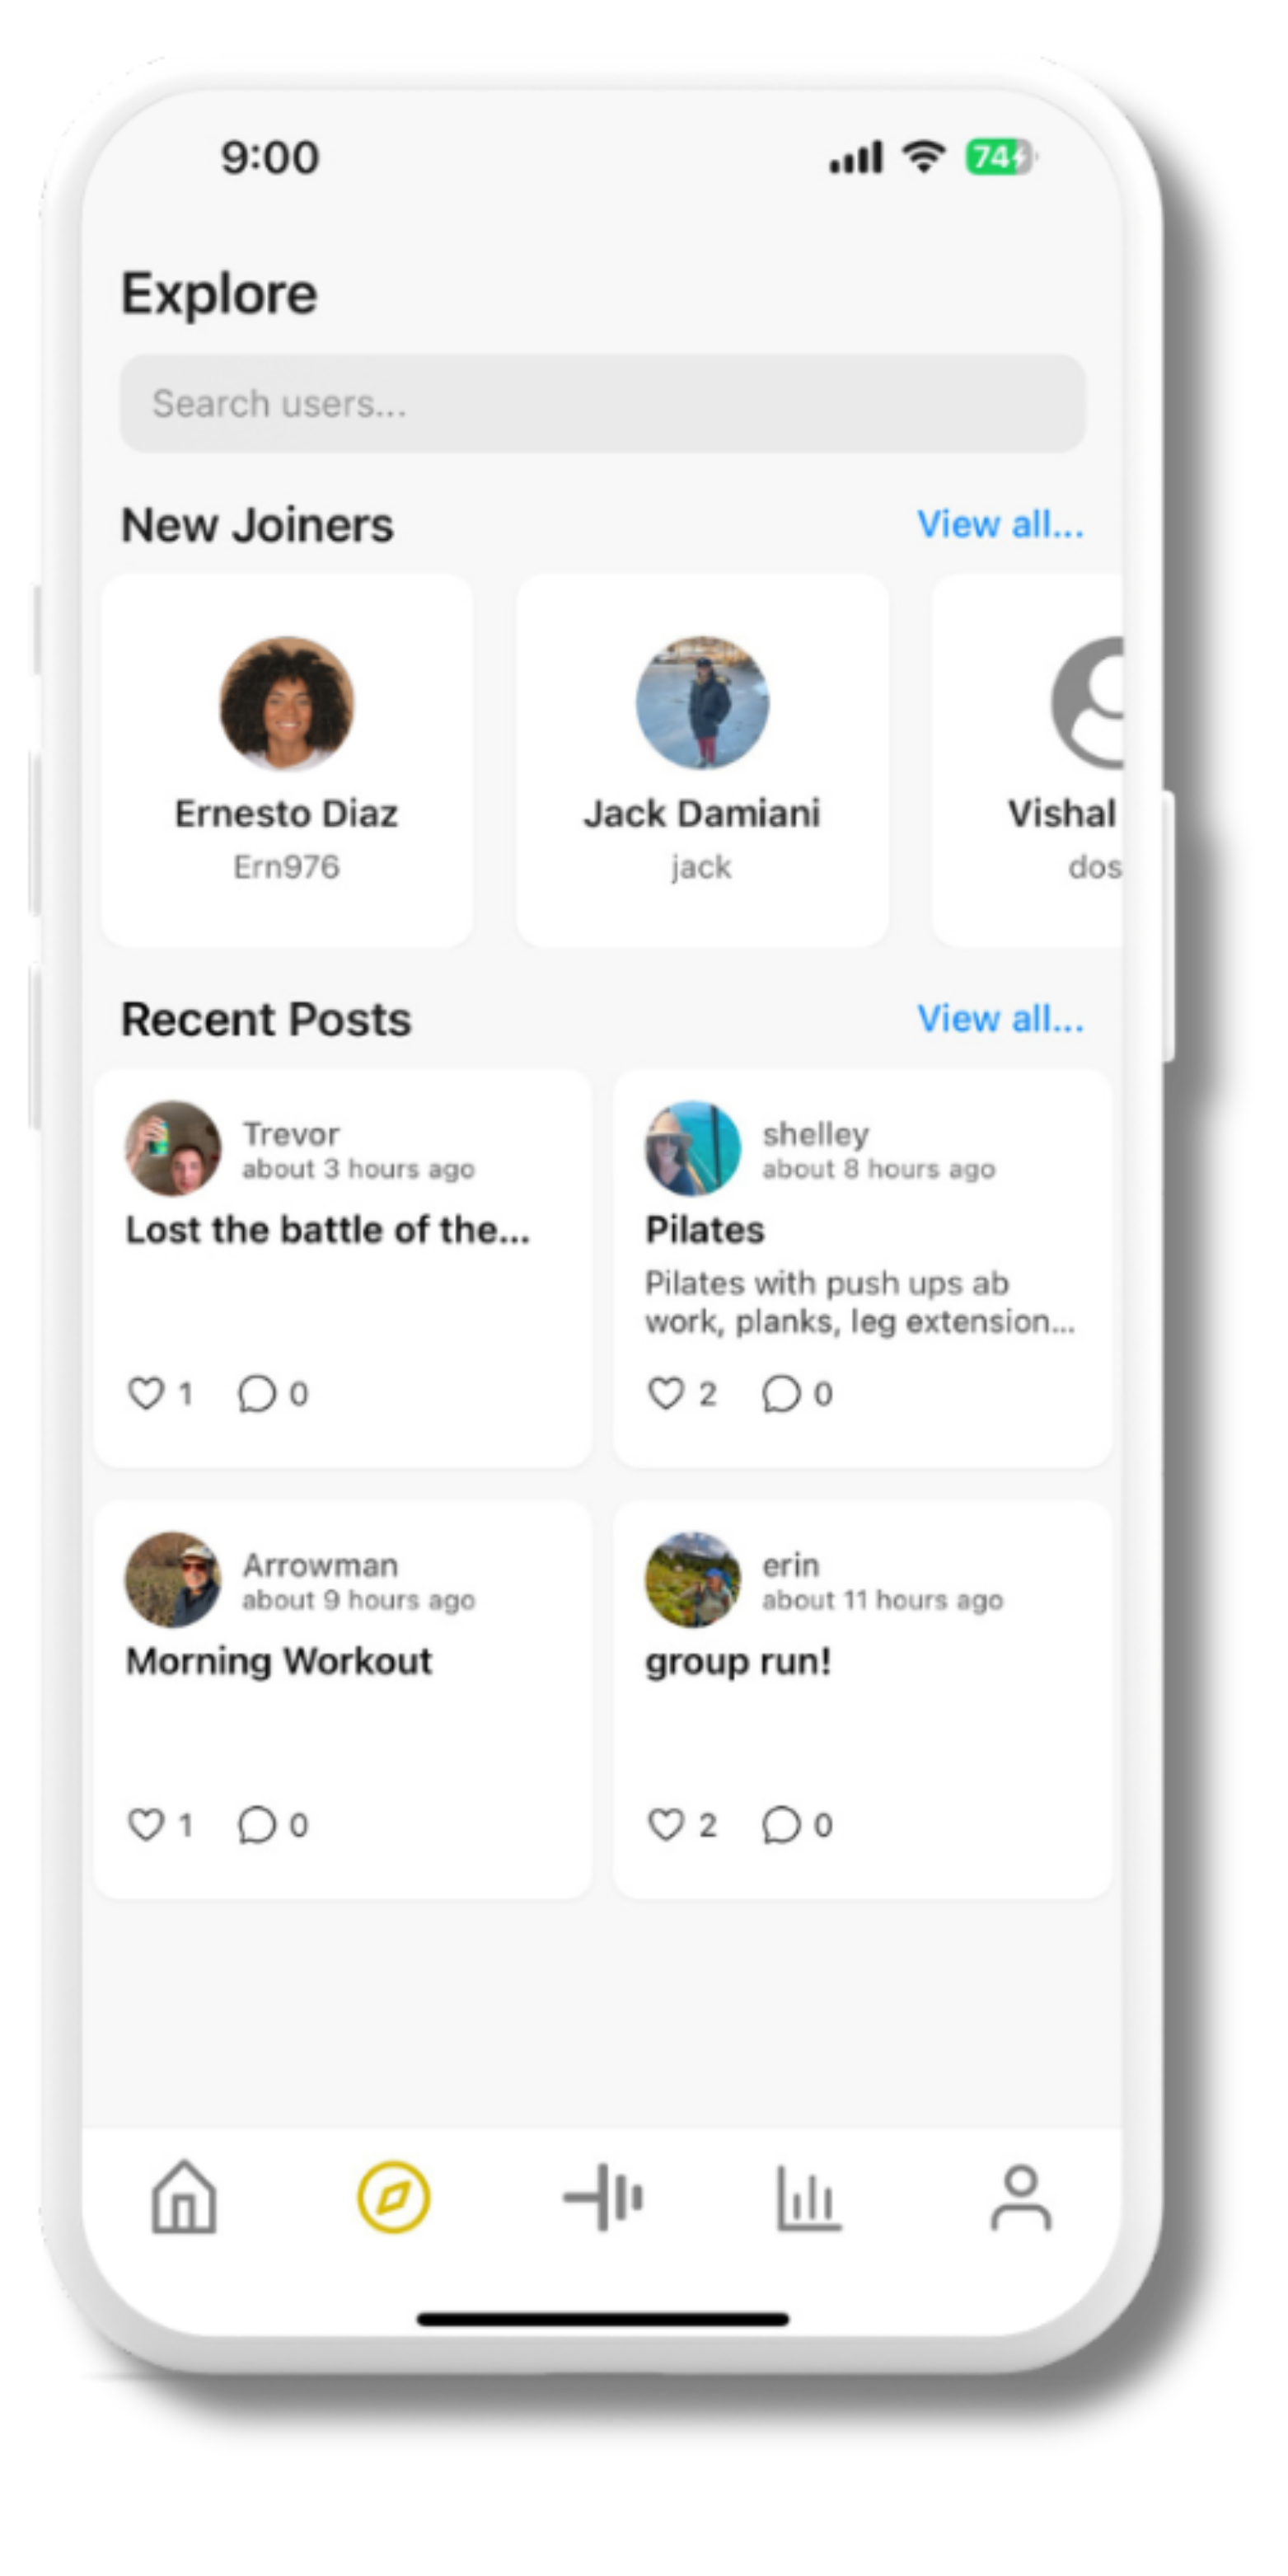 9:00
74
Explore
Search users...
New Joiners
View all...
Ernesto Diaz
Ern976
Jack Damiani
jack
Vishal
dos
Recent Posts
View all...
Trevor
about 3 hours ago
Lost the battle of the...
1
0
shelley
about 8 hours ago
Pilates
Pilates with push ups ab
work, planks, leg extension...
2
0
Arrowman
about 9 hours ago
Morning Workout
1
0
erin
about 11 hours ago
group run!
2
0